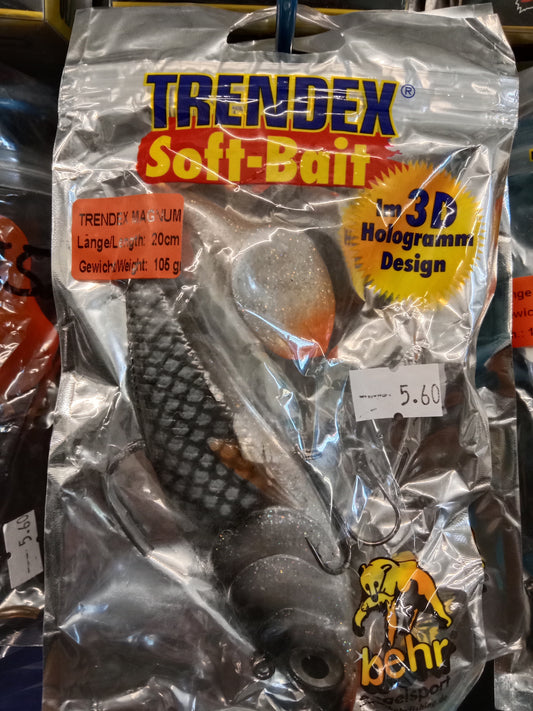 TRENDEX®
Soft-Bait
Im 3D
Hologramm
Design
TRENDEX MAGNUM
Länge/Length: 20cm
Gewicht/Weight: 105 gr
5.60
5.60
behr